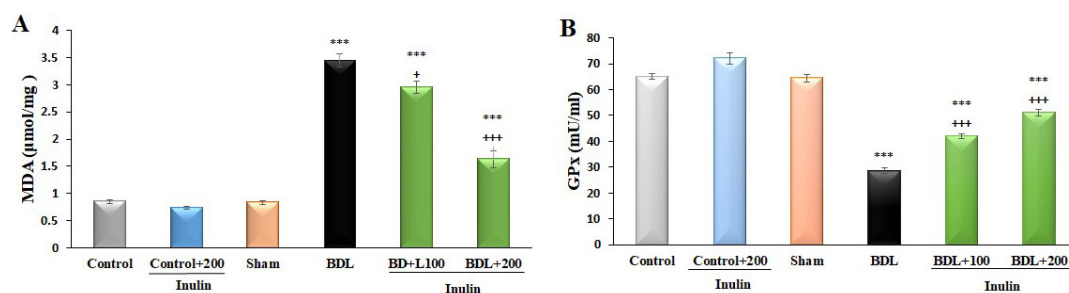 A
MDA (µmol/mg )
4
3.5
3
2.5
2
1.5
1
0.5
0
***
***
+
***
+++
Control
Control+200
Sham
BDL
BD+L100
BDL+200
Inulin
Inulin
B
GPx (mU/ml)
80
70
60
50
40
30
20
10
0
***
***
+++
***
+++
Control
Control+200
Sham
BDL
BDL+100
BDL+200
Inulin
Inulin